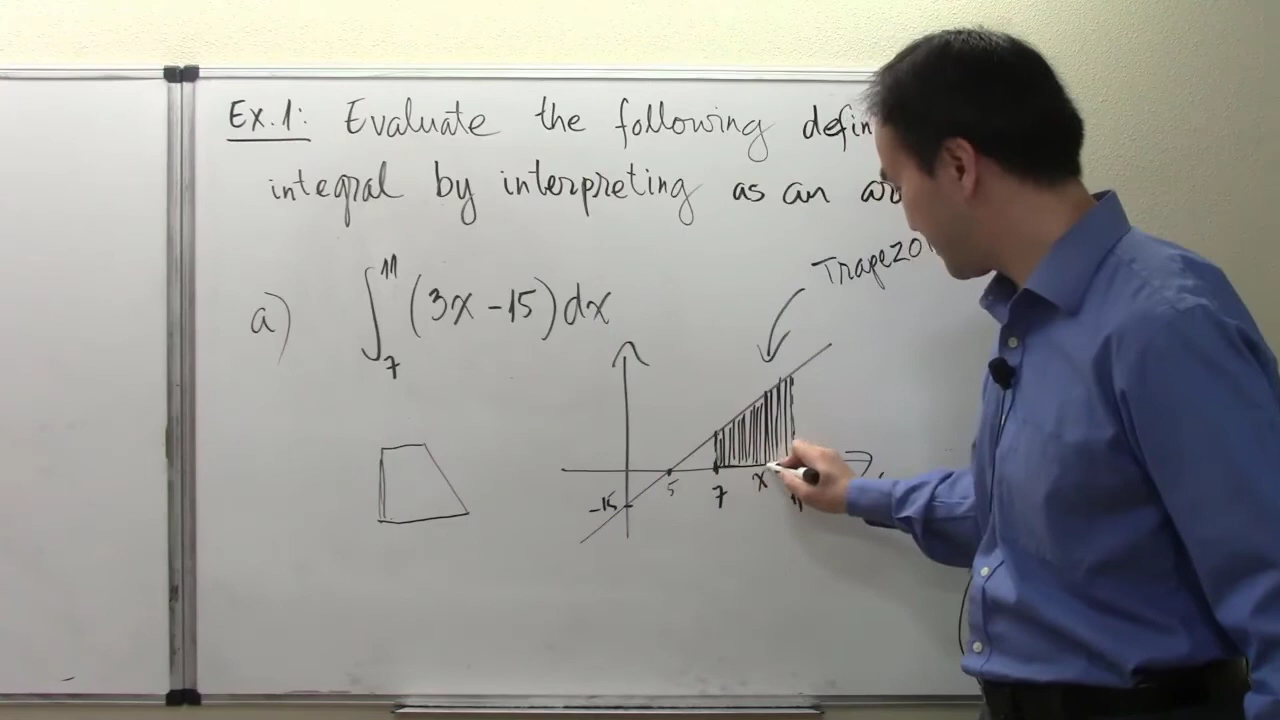 Ex. 1: Evaluate the following defin
integral by interpreting as an
a) ∫₇¹¹ (3x - 15) dx
Trapezo
-15 5 7 x 11